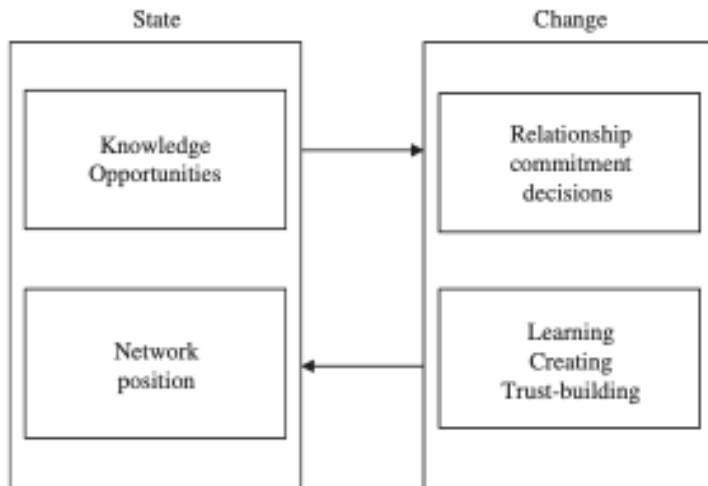 State
Knowledge
Opportunities
Network
position
Change
Relationship
commitment
decisions
Learning
Creating
Trust-building